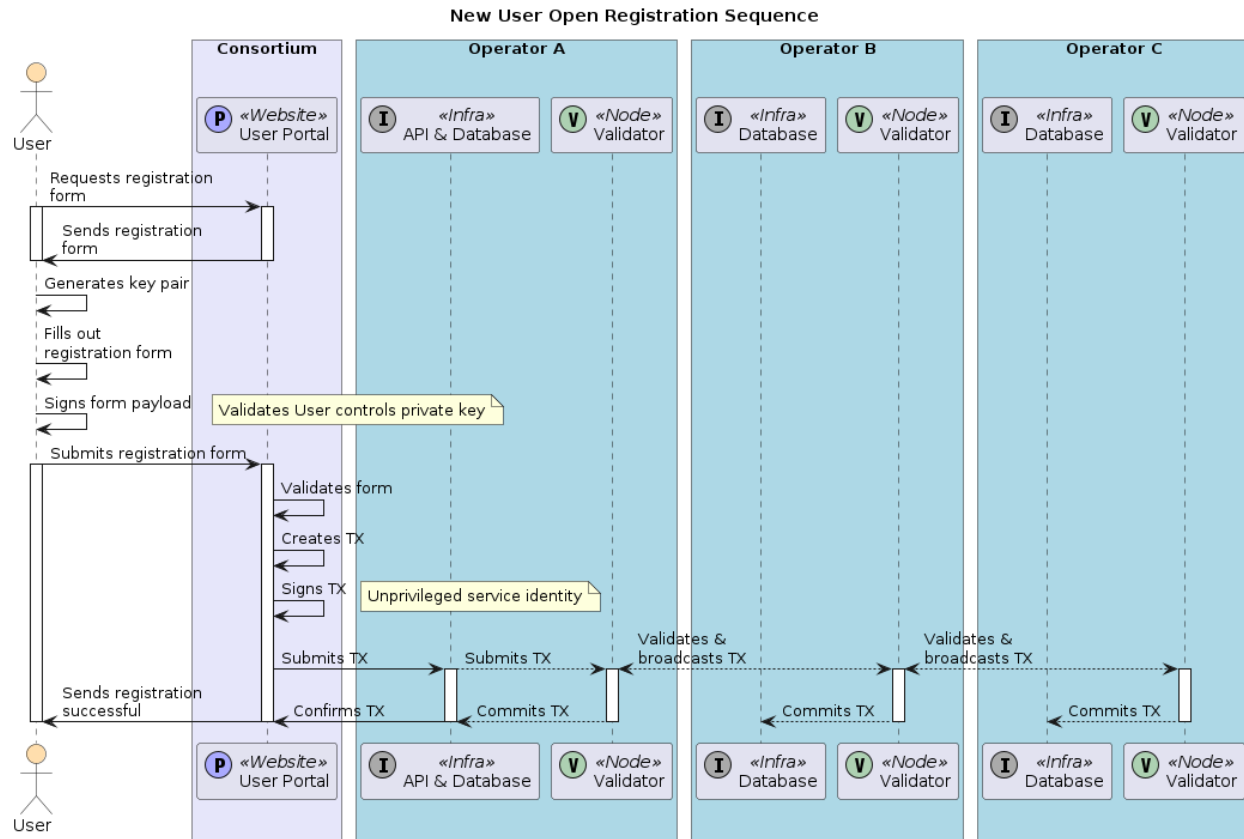 New User Open Registration Sequence
Consortium
Operator A
Operator B
Operator C
User
P
«Website»
User Portal
I
«Infra»
API & Database
V
«Node»
Validator
I
«Infra»
Database
V
«Node»
Validator
I
«Infra»
Database
V
«Node»
Validator
Requests registration
form
Sends registration
form
Generates key pair
Fills out
registration form
Signs form payload
Validates User controls private key
Submits registration form
Validates form
Creates TX
Signs TX
Unprivileged service identity
Submits TX
Submits TX
Validates &
broadcasts TX
Validates &
broadcasts TX
Sends registration
successful
Confirms TX
Commits TX
Commits TX
Commits TX
User
P
«Website»
User Portal
I
«Infra»
API & Database
V
«Node»
Validator
I
«Infra»
Database
V
«Node»
Validator
I
«Infra»
Database
V
«Node»
Validator